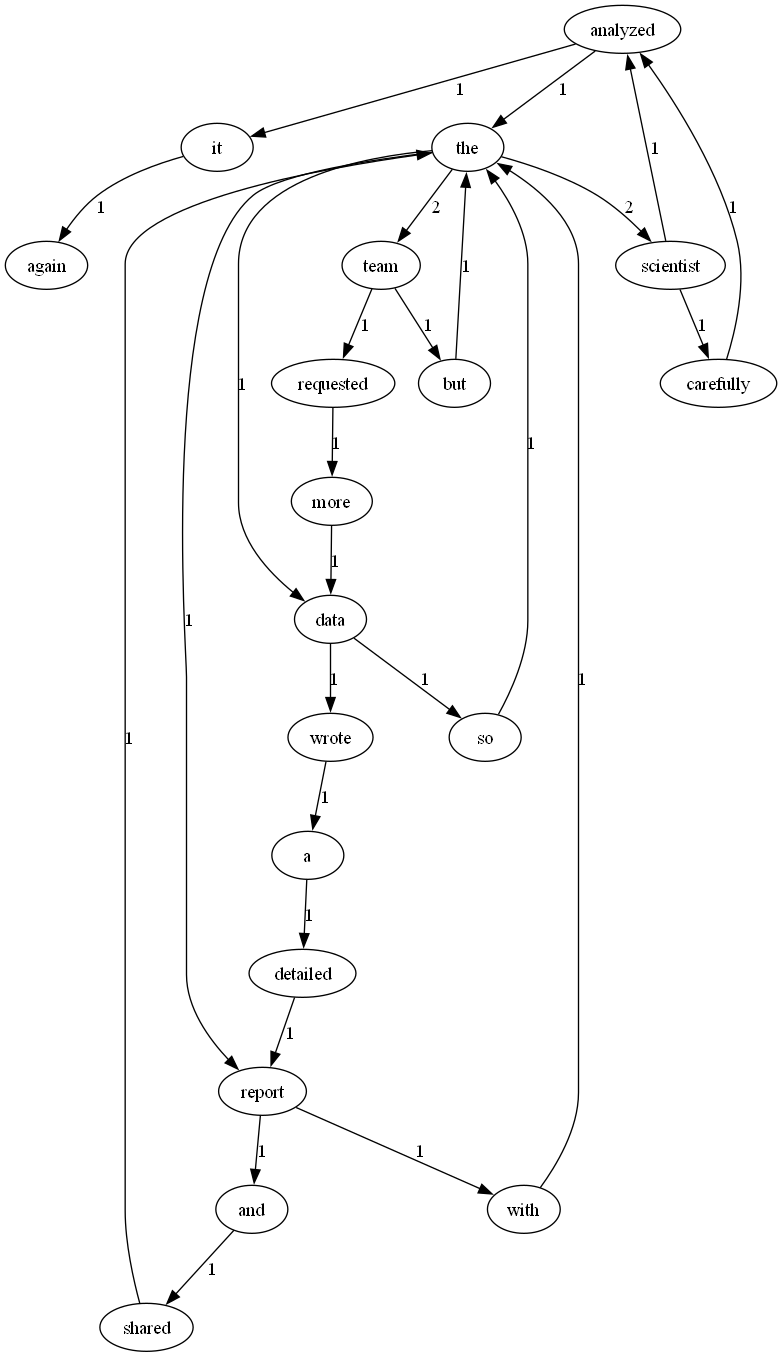 analyzed
1 1
it the 1
1 2 2
again team scientist
1 1 1 1
1 requested but carefully
1 1
more
1
data
1
1 1
1 1
wrote so
1
a
1
detailed
1
report
1 1
and with
1
shared